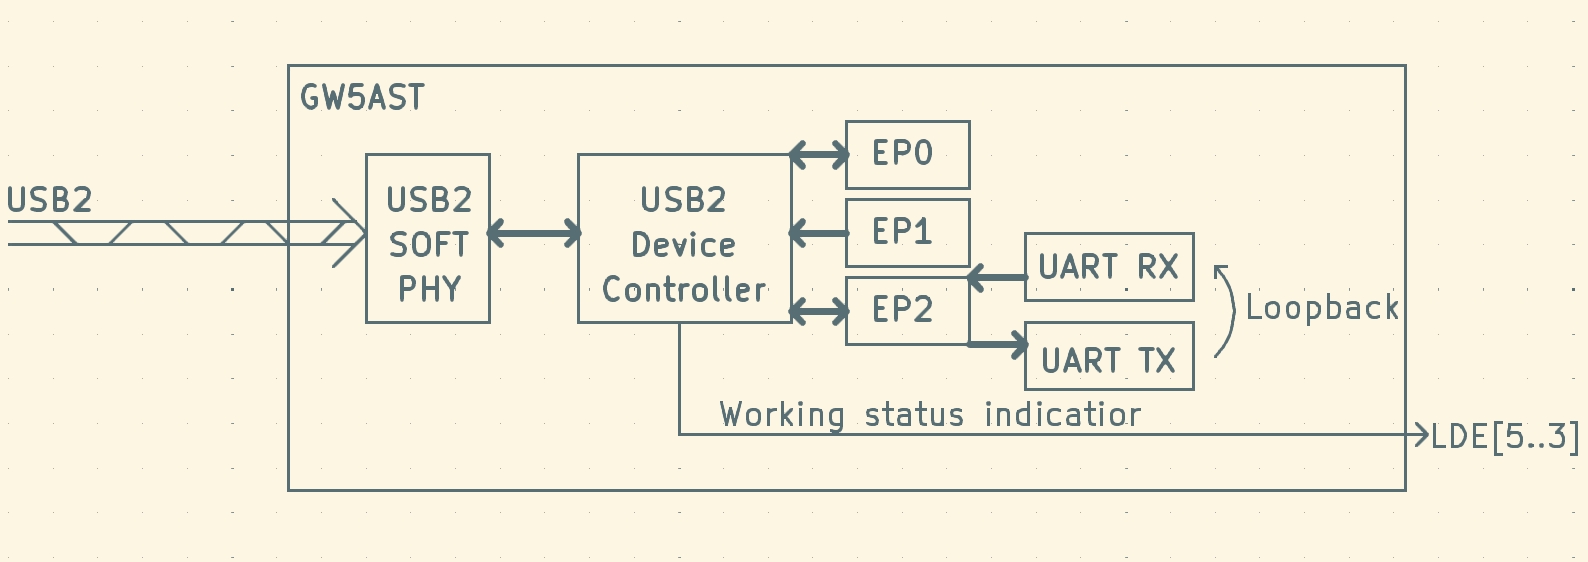 GW5AST
USB2
USB2
SOFT
PHY
USB2
Device
Controller
EP0
EP1
EP2
UART RX
UART TX
Loopback
Working status indicatior
LDE[5..3]